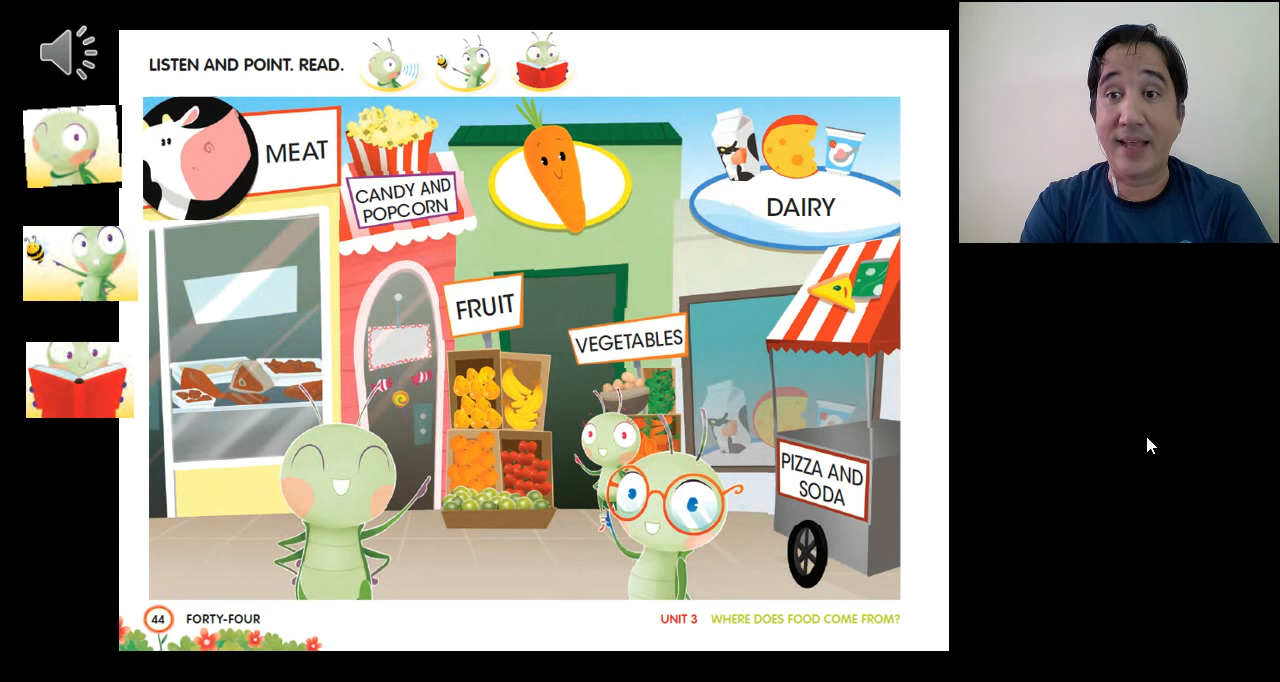 LISTEN AND POINT. READ.
MEAT
CANDY AND
POPCORN
DAIRY
FRUIT
VEGETABLES
PIZZA AND
SODA
44 FORTY-FOUR
UNIT 3 WHERE DOES FOOD COME FROM?